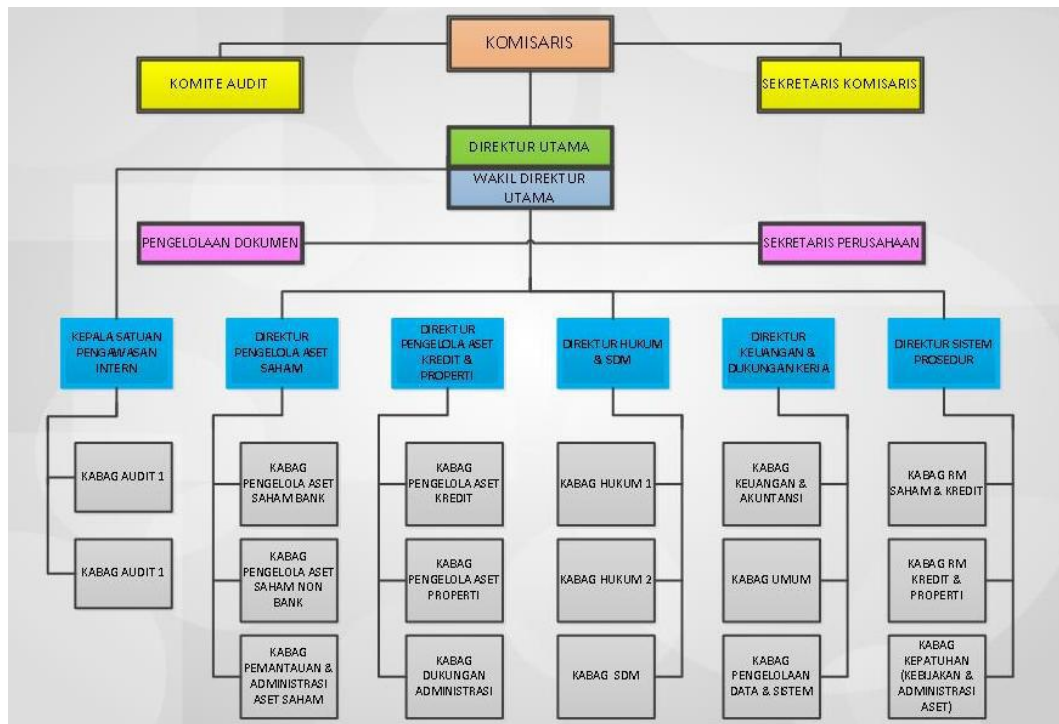 KOMISARIS
KOMITE AUDIT
SEKRETARIS KOMISARIS
DIREKTUR UTAMA
WAKIL DIREKTUR
UTAMA
PENGELOLAAN DOKUMEN
SEKRETARIS PERUSAHAAN
KEPALA SATUAN
PENGAWASAN
INTERN
DIREKTUR
PENGELOLA ASET
SAHAM
DIREKTUR
PENGELOLA ASET
KREDIT &
PROPERTI
DIREKTUR HUKUM
& SDM
DIREKTUR
KEUANGAN &
DUKUNGAN KERJA
DIREKTUR SISTEM
PROSEDUR
KABAG AUDIT 1
KABAG
PENGELOLA ASET
SAHAM BANK
KABAG
PENGELOLA ASET
KREDIT
KABAG HUKUM 1
KABAG
KEUANGAN &
AKUNTANSI
KABAG RM
SAHAM & KREDIT
KABAG AUDIT 1
KABAG
PENGELOLA ASET
SAHAM NON
BANK
KABAG
PENGELOLA ASET
PROPERTI
KABAG HUKUM 2
KABAG UMUM
KABAG RM
KREDIT &
PROPERTI
KABAG
PEMANTAUAN &
ADMINISTRASI
ASET SAHAM
KABAG
DUKUNGAN
ADMINISTRASI
KABAG SDM
KABAG
PENGELOLAAN
DATA & SISTEM
KABAG
KEPATUHAN
(KEBIJAKAN &
ADMINISTRASI
ASET)